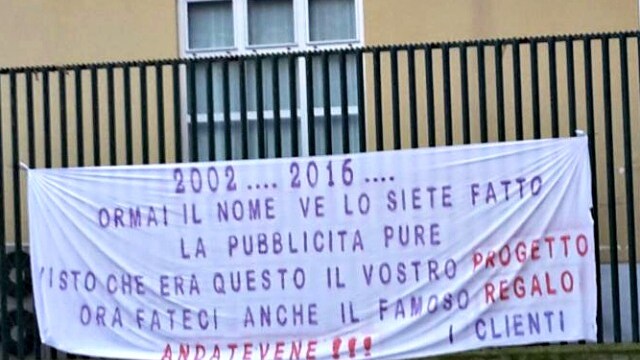 2002.... 2016....
ORMAI IL NOME VE LO SIETE FATTO
LA PUBBLICITA PURE
VISTO CHE ERA QUESTO IL VOSTRO PROGETTO
ORA FATECI ANCHE IL FAMOSO REGALO
ANDATEVENE !!!
I CLIENTI